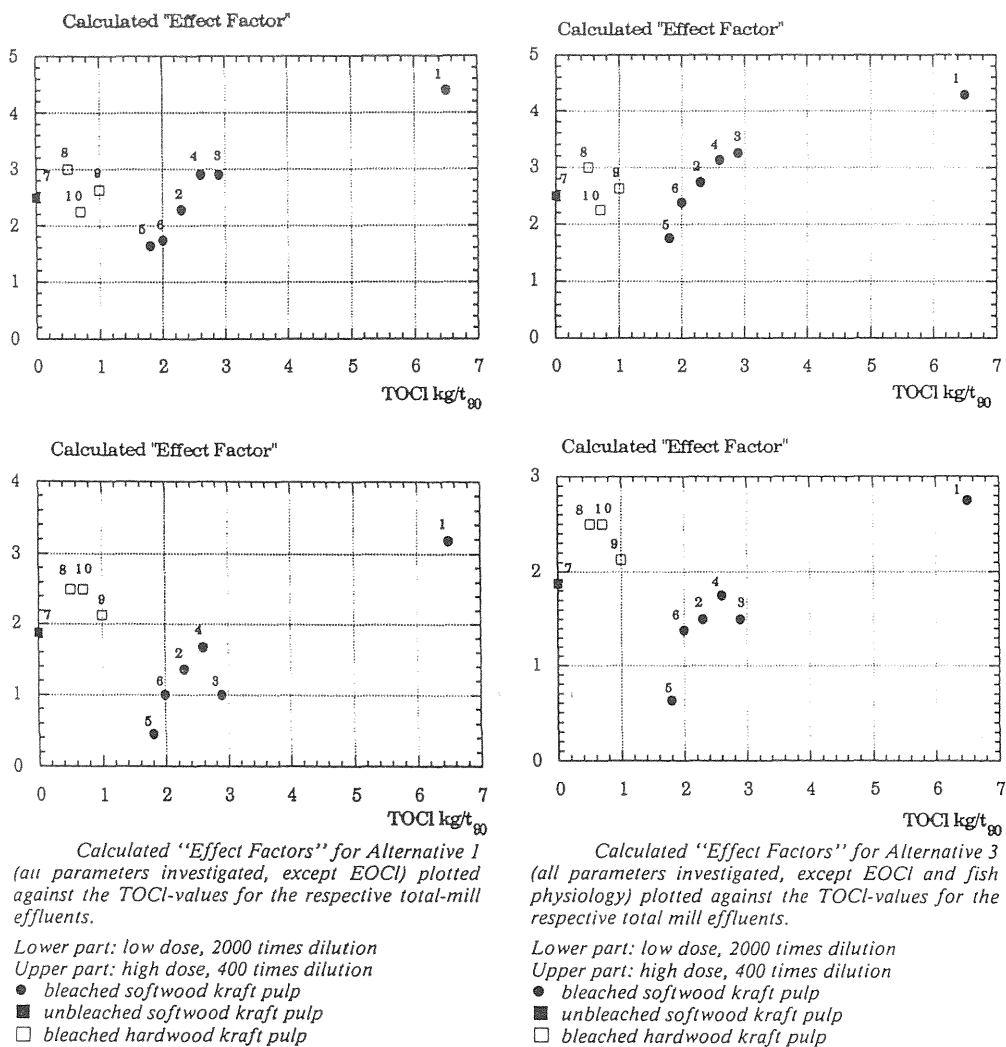 Calculated "Effect Factor"
5
4
3
2
1
0
1
8
7
9
10
4
3
2
5
6
0 1 2 3 4 5 6 7
TOCl kg/t90
Calculated "Effect Factor"
5
4
3
2
1
0
1
8
7
9
10
4
3
2
6
5
0 1 2 3 4 5 6 7
TOCl kg/t90
Calculated "Effect Factor"
4
3
2
1
0
1
8 10
7
9
4
2
6
3
5
0 1 2 3 4 5 6 7
TOCl kg/t90
Calculated "Effect Factor"
3
2
1
0
1
8 10
9
7
4
2
3
6
5
0 1 2 3 4 5 6 7
TOCl kg/t90
Calculated "Effect Factors" for Alternative 1
(all parameters investigated, except EOCl) plotted
against the TOCl-values for the respective total-mill
effluents.
Lower part: low dose, 2000 times dilution
Upper part: high dose, 400 times dilution
● bleached softwood kraft pulp
■ unbleached softwood kraft pulp
□ bleached hardwood kraft pulp
Calculated "Effect Factors" for Alternative 3
(all parameters investigated, except EOCl and fish
physiology) plotted against the TOCl-values for the
respective total mill effluents.
Lower part: low dose, 2000 times dilution
Upper part: high dose, 400 times dilution
● bleached softwood kraft pulp
■ unbleached softwood kraft pulp
□ bleached hardwood kraft pulp